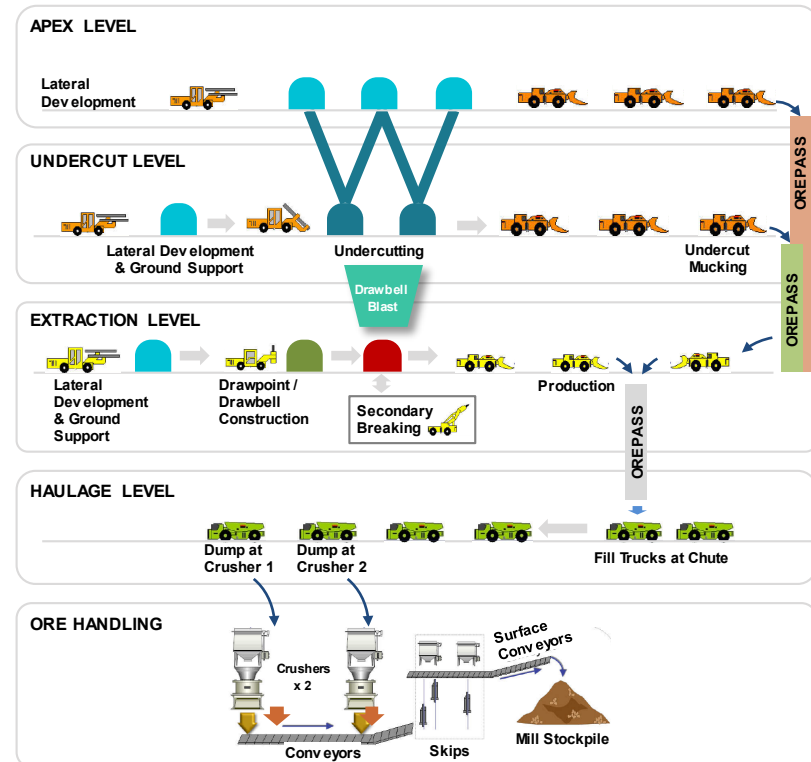 APEX LEVEL
Lateral
Development
OREPASS
UNDERCUT LEVEL
Lateral Development
& Ground Support
Undercutting
Undercut
Mucking
OREPASS
Drawbell
Blast
EXTRACTION LEVEL
Lateral
Development
& Ground
Support
Drawpoint /
Drawbell
Construction
Secondary
Breaking
Production
OREPASS
HAULAGE LEVEL
Dump at
Crusher 1
Dump at
Crusher 2
Fill Trucks at Chute
ORE HANDLING
Crushers
x 2
Conveyors
Skips
Surface
Conveyors
Mill Stockpile